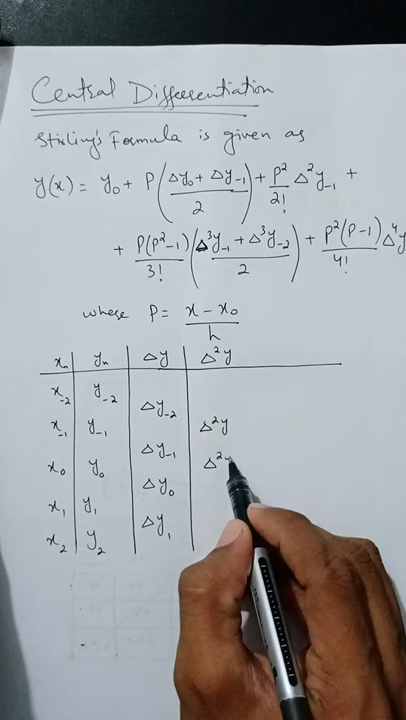 Central Differentiation
Stirling's Formula is given as
y(x) = y₀ + P(Δy₀ + Δy₋₁ / 2) + P²/2! Δ²y₋₁ +
+ P(P²-1)/3! (Δ³y₋₁ + Δ³y₋₂ / 2) + P²(P-1)/4! Δ⁴y
where P = x - x₀ / h
xₙ yₙ Δy Δ²y
x₋₂ y₋₂
Δy₋₂
x₋₁ y₋₁ Δ²y
Δy₋₁
x₀ y₀ Δ²
Δy₀
x₁ y₁
Δy₁
x₂ y₂